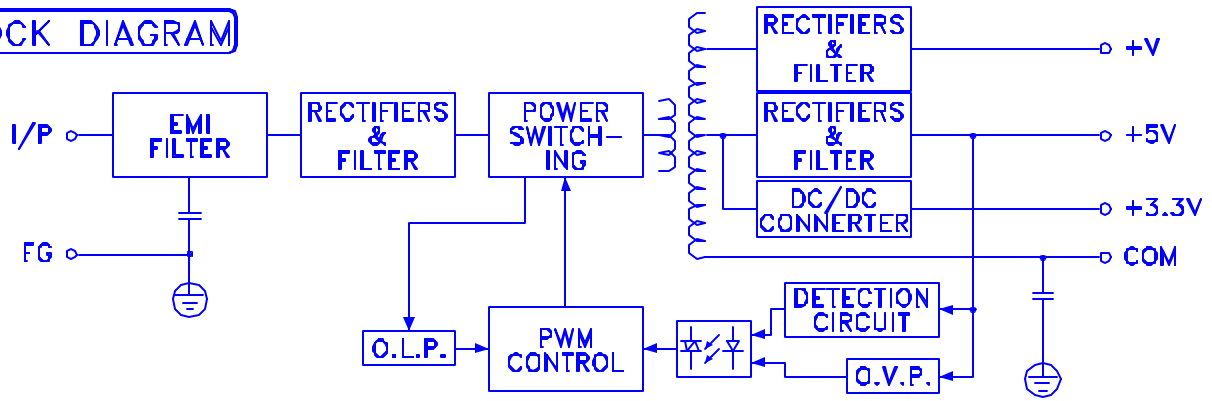 OCK DIAGRAM
RECTIFIERS
&
FILTER
+V
I/P
EMI
FILTER
RECTIFIERS
&
FILTER
POWER
SWITCH-
ING
RECTIFIERS
&
FILTER
+5V
DC/DC
CONNERTER
+3.3V
FG
COM
DETECTION
CIRCUIT
O.L.P.
PWM
CONTROL
O.V.P.